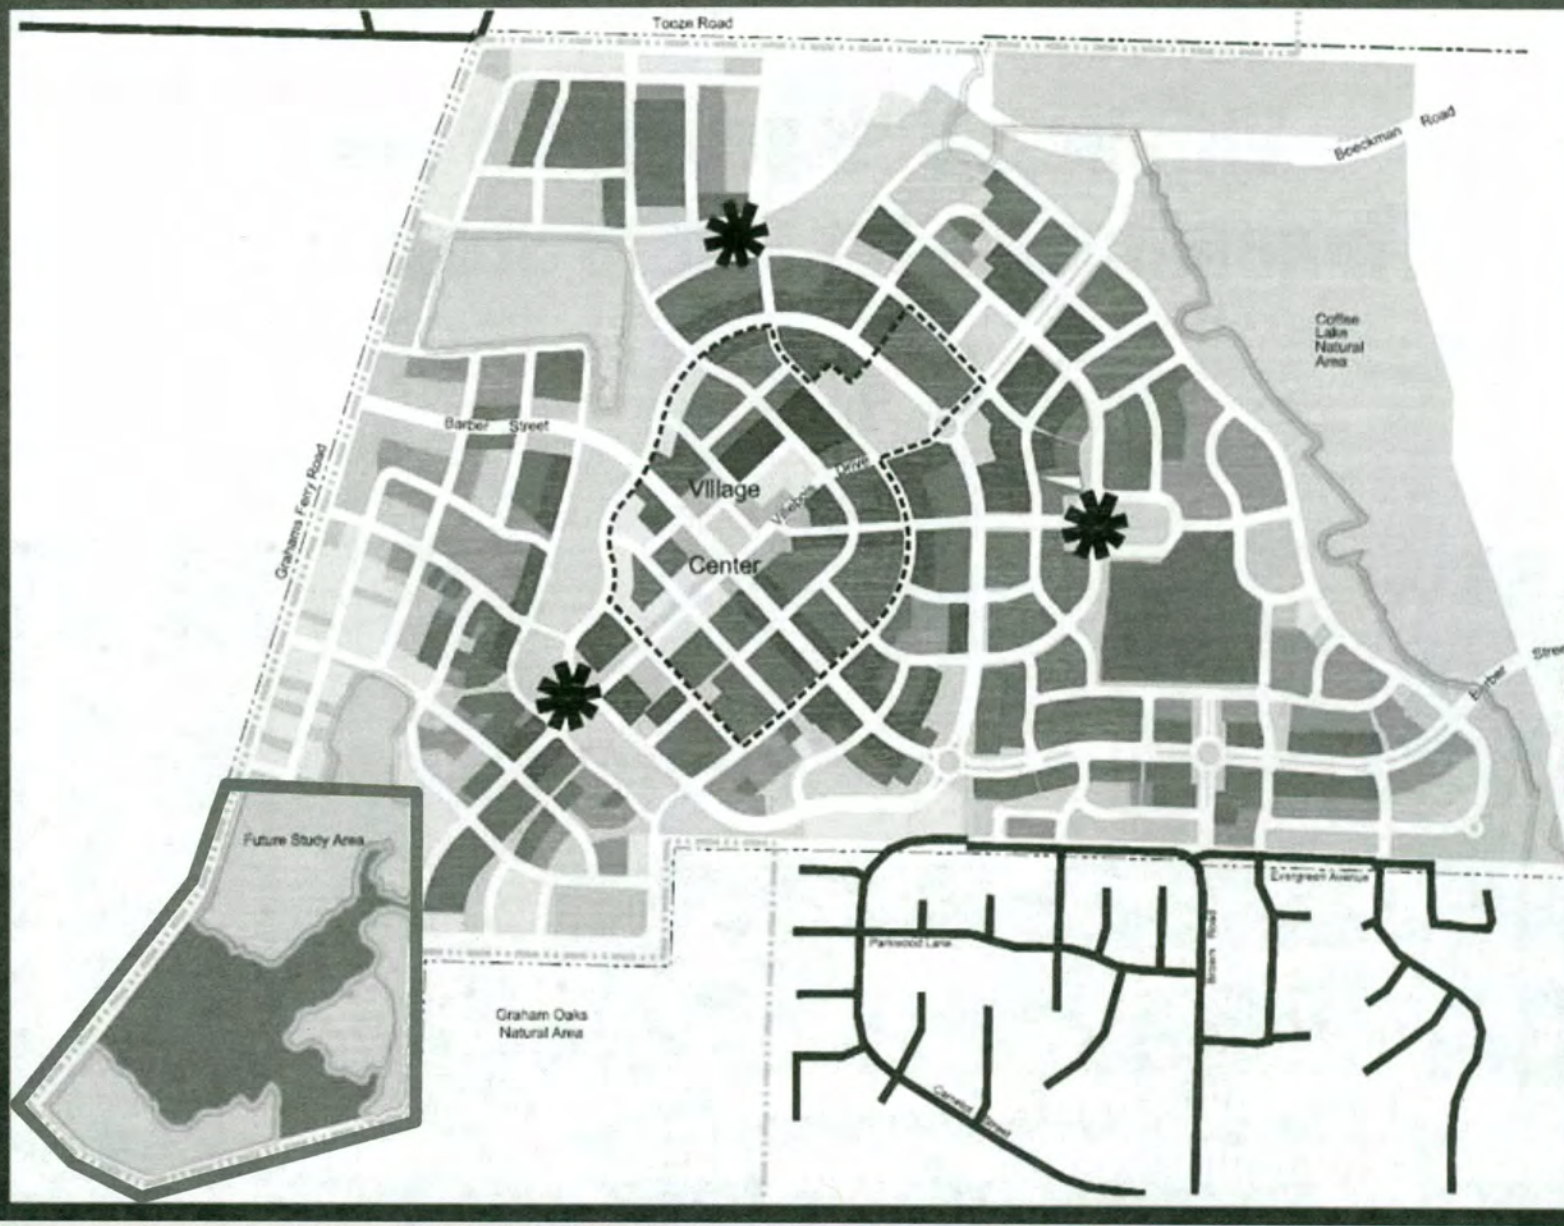 Tooze Road
Boeckman Road
Coffee
Lake
Natural
Area
Barber Street
Grahams Ferry Road
Village
Villebois Drive
Center
Barber Street
Future Study Area
Evergreen Avenue
Parkwood Lane
Brown Road
Graham Oaks
Natural Area
Camelot Street